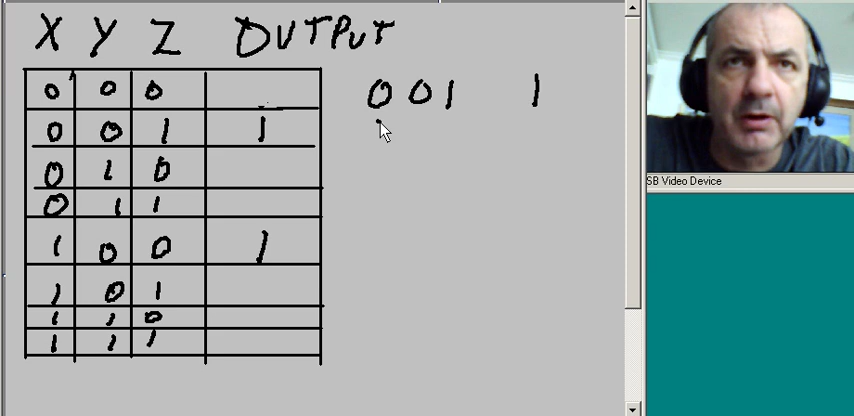 X Y Z OUTPUT
0 0 0
0 0 1 1
0 1 0
0 1 1
1 0 0 1
1 0 1
1 1 0
1 1 1
0 0 1 1
SB Video Device